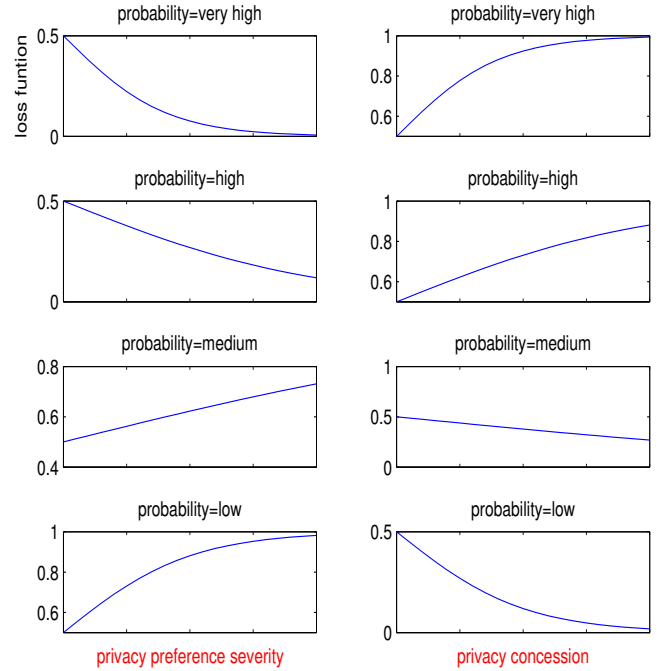 probability=very high
probability=very high
loss funtion
0.5
0
1
0.8
0.6
probability=high
probability=high
0.5
0
1
0.8
0.6
probability=medium
probability=medium
0.8
0.6
0.4
1
0.5
0
probability=low
probability=low
1
0.8
0.6
0.5
0
privacy preference severity
privacy concession